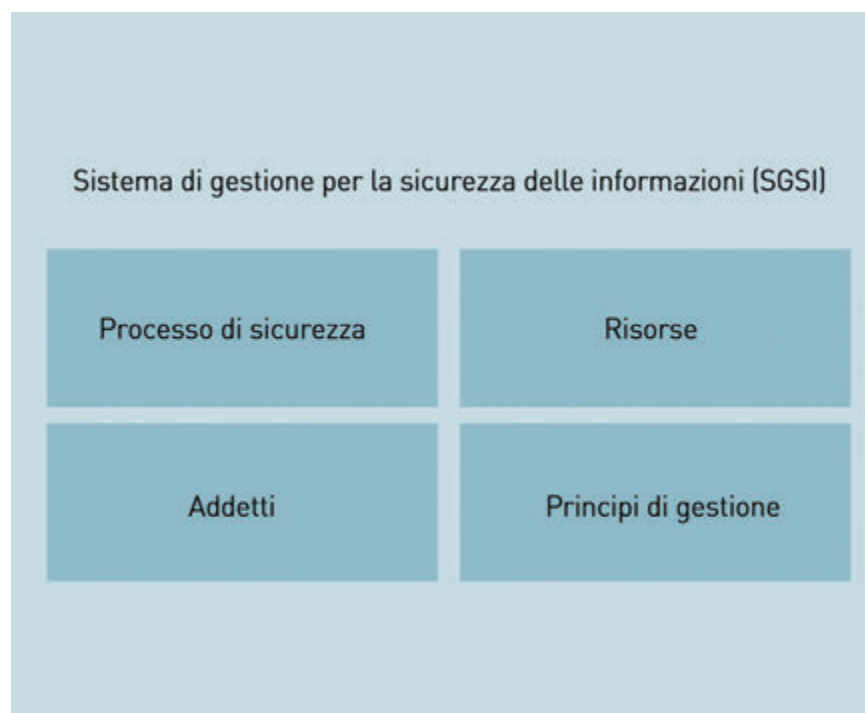 Sistema di gestione per la sicurezza delle informazioni (SGSI)
Processo di sicurezza
Risorse
Addetti
Principi di gestione